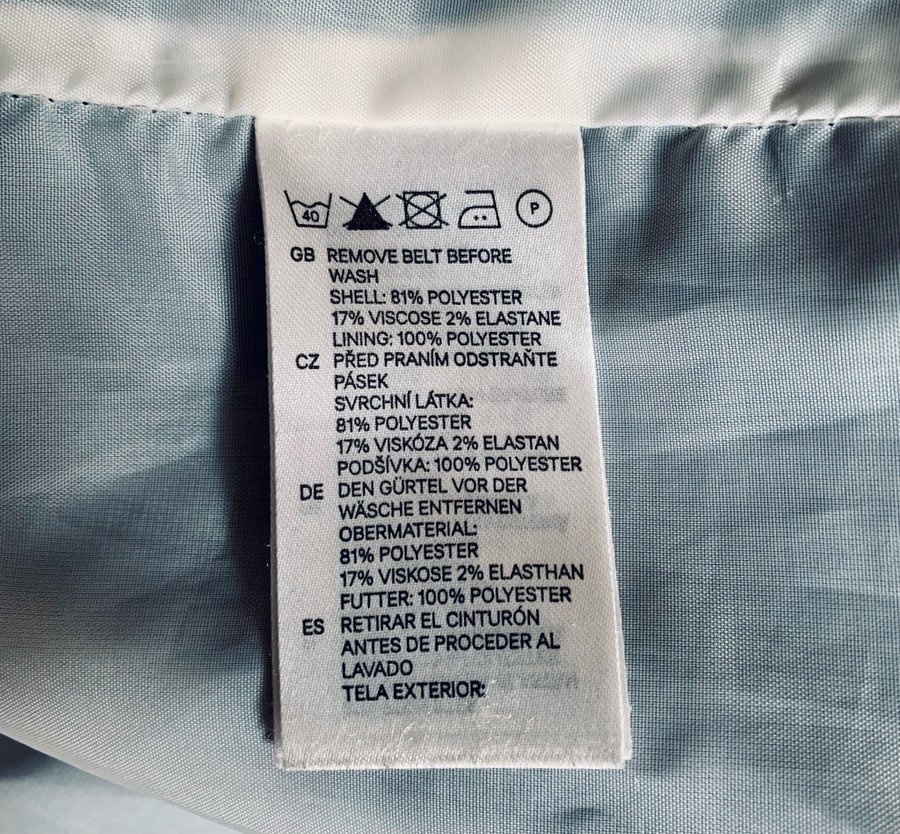 40 P
GB REMOVE BELT BEFORE
WASH
SHELL: 81% POLYESTER
17% VISCOSE 2% ELASTANE
LINING: 100% POLYESTER
CZ PŘED PRANÍM ODSTRAŇTE
PÁSEK
SVRCHNÍ LÁTKA:
81% POLYESTER
17% VISKÓZA 2% ELASTAN
PODŠÍVKA: 100% POLYESTER
DE DEN GÜRTEL VOR DER
WÄSCHE ENTFERNEN
OBERMATERIAL:
81% POLYESTER
17% VISKOSE 2% ELASTHAN
FUTTER: 100% POLYESTER
ES RETIRAR EL CINTURÓN
ANTES DE PROCEDER AL
LAVADO
TELA EXTERIOR: